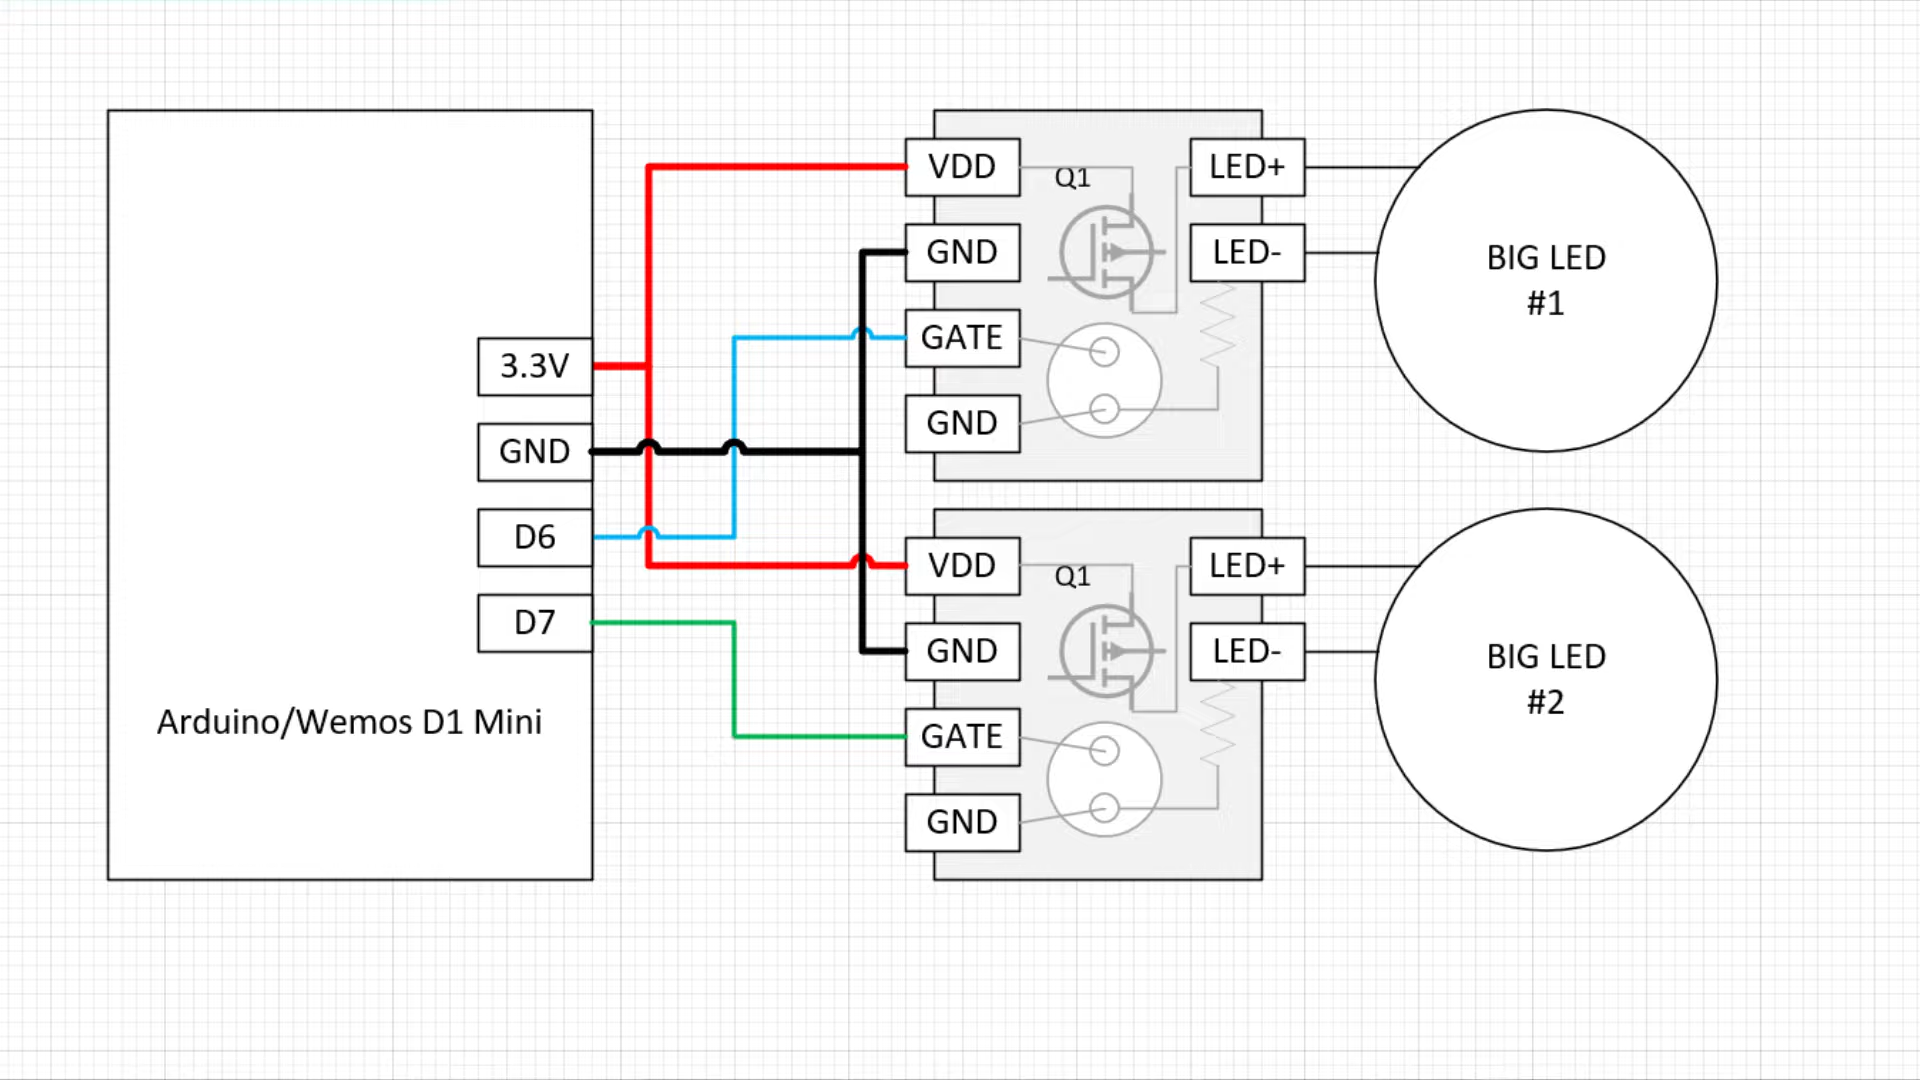 3.3V
GND
D6
D7
Arduino/Wemos D1 Mini
VDD
GND
GATE
GND
Q1
LED+
LED-
BIG LED
#1
VDD
GND
GATE
GND
Q1
LED+
LED-
BIG LED
#2